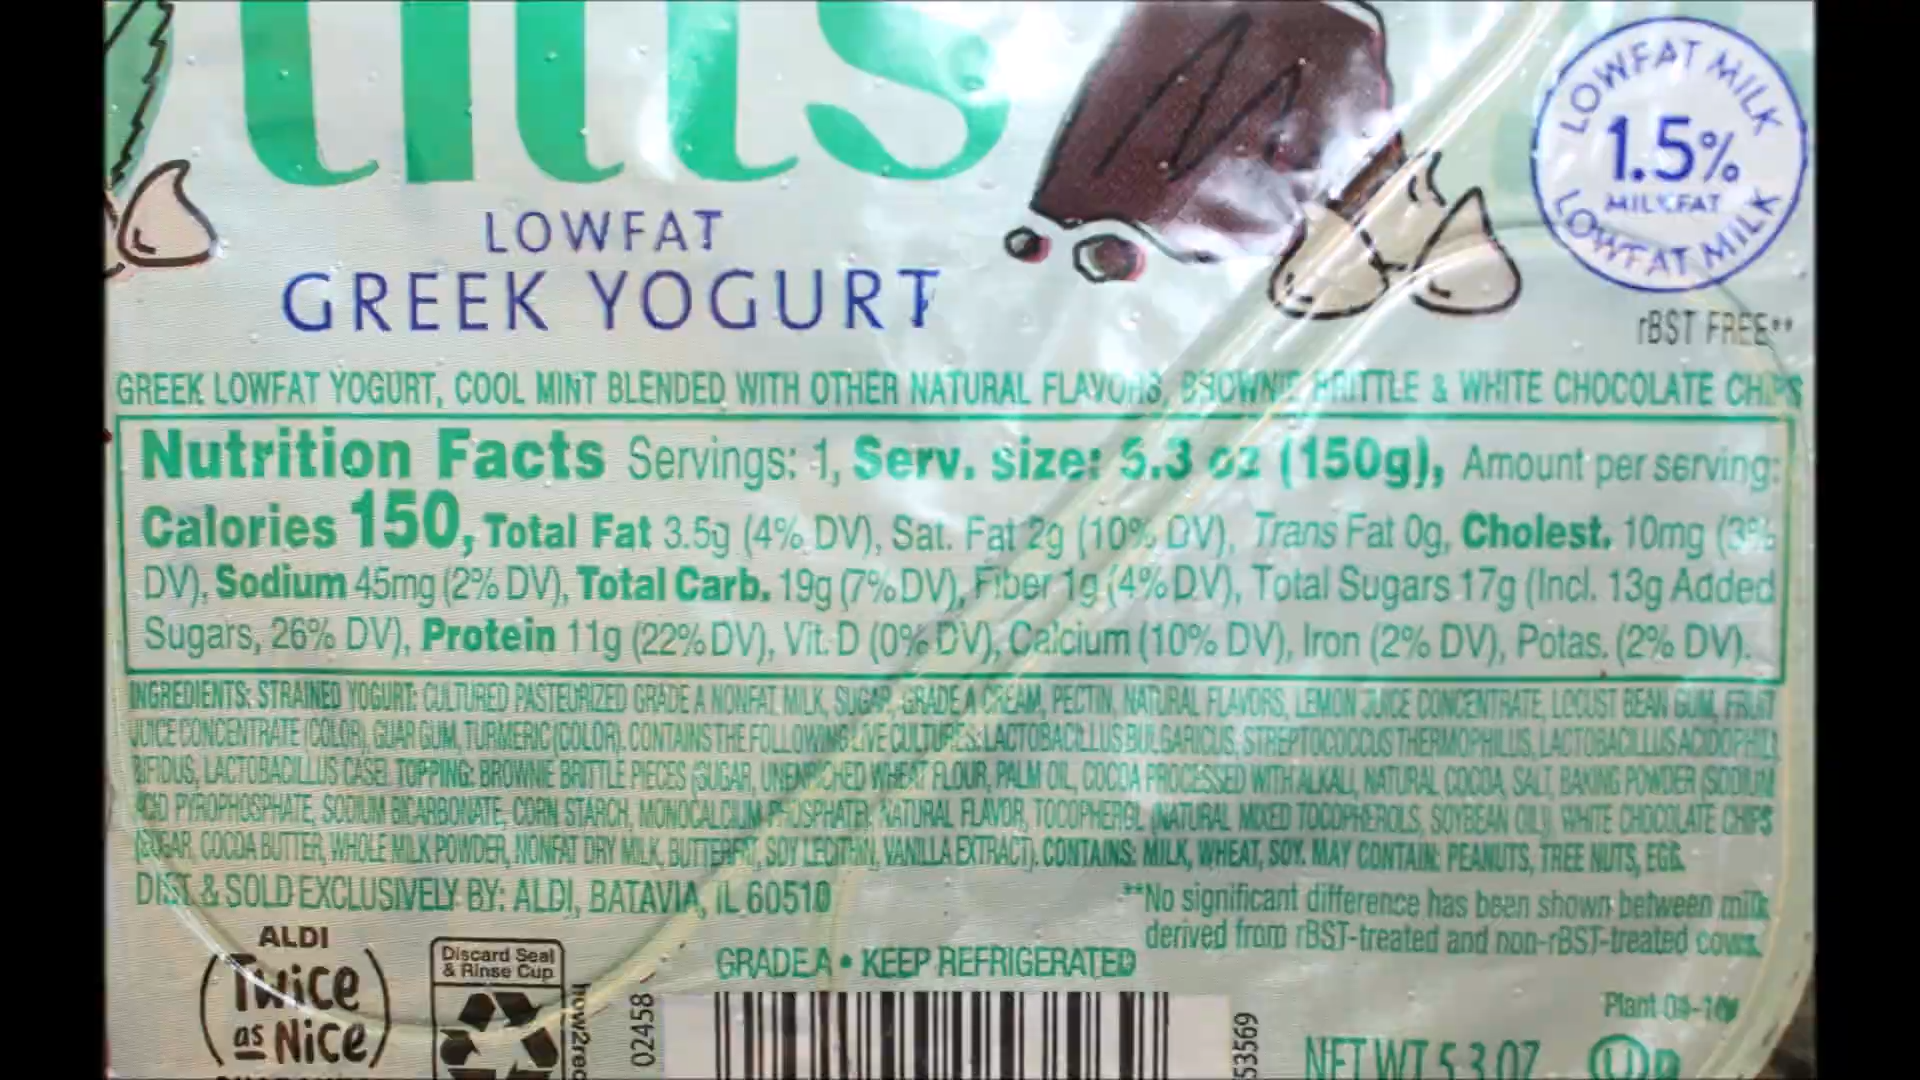 LOWFAT MILK
1.5%
MILKFAT
LOWFAT MILK
LOWFAT
GREEK YOGURT
rBST FREE**
GREEK LOWFAT YOGURT, COOL MINT BLENDED WITH OTHER NATURAL FLAVORS, BROWNIE BRITTLE & WHITE CHOCOLATE CHIPS
Nutrition Facts Servings: 1, Serv. size: 5.3 oz (150g), Amount per serving:
Calories 150, Total Fat 3.5g (4% DV), Sat. Fat 2g (10% DV), Trans Fat 0g, Cholest. 10mg (3%
DV), Sodium 45mg (2% DV), Total Carb. 19g (7% DV), Fiber 1g (4% DV), Total Sugars 17g (Incl. 13g Added
Sugars, 26% DV), Protein 11g (22% DV), Vit. D (0% DV), Calcium (10% DV), Iron (2% DV), Potas. (2% DV).
INGREDIENTS: STRAINED YOGURT: CULTURED PASTEURIZED GRADE A NONFAT MILK, SUGAR, GRADE A CREAM, PECTIN, NATURAL FLAVORS, LEMON JUICE CONCENTRATE, LOCUST BEAN GUM, FRUIT
JUICE CONCENTRATE (COLOR), GUAR GUM, TURMERIC (COLOR). CONTAINS THE FOLLOWING LIVE CULTURES: LACTOBACILLUS BULGARICUS, STREPTOCOCCUS THERMOPHILUS, LACTOBACILLUS ACIDOPHILUS,
BIFIDUS, LACTOBACILLUS CASEI. TOPPING: BROWNIE BRITTLE PIECES (SUGAR, UNENRICHED WHEAT FLOUR, PALM OIL, COCOA PROCESSED WITH ALKALI, NATURAL COCOA, SALT, BAKING POWDER (SODIUM
ACID PYROPHOSPHATE, SODIUM BICARBONATE, CORN STARCH, MONOCALCIUM PHOSPHATE), NATURAL FLAVOR, TOCOPHEROL (NATURAL MIXED TOCOPHEROLS, SOYBEAN OIL)), WHITE CHOCOLATE CHIPS
(SUGAR, COCOA BUTTER, WHOLE MILK POWDER, NONFAT DRY MILK, BUTTERFAT, SOY LECITHIN, VANILLA EXTRACT). CONTAINS: MILK, WHEAT, SOY. MAY CONTAIN: PEANUTS, TREE NUTS, EGG.
DIST. & SOLD EXCLUSIVELY BY: ALDI, BATAVIA, IL 60510
**No significant difference has been shown between milk
derived from rBST-treated and non-rBST-treated cows.
ALDI
Twice
as Nice
Discard Seal
& Rinse Cup
GRADE A • KEEP REFRIGERATED
02458
53569
NET WT 5.3 OZ
U D